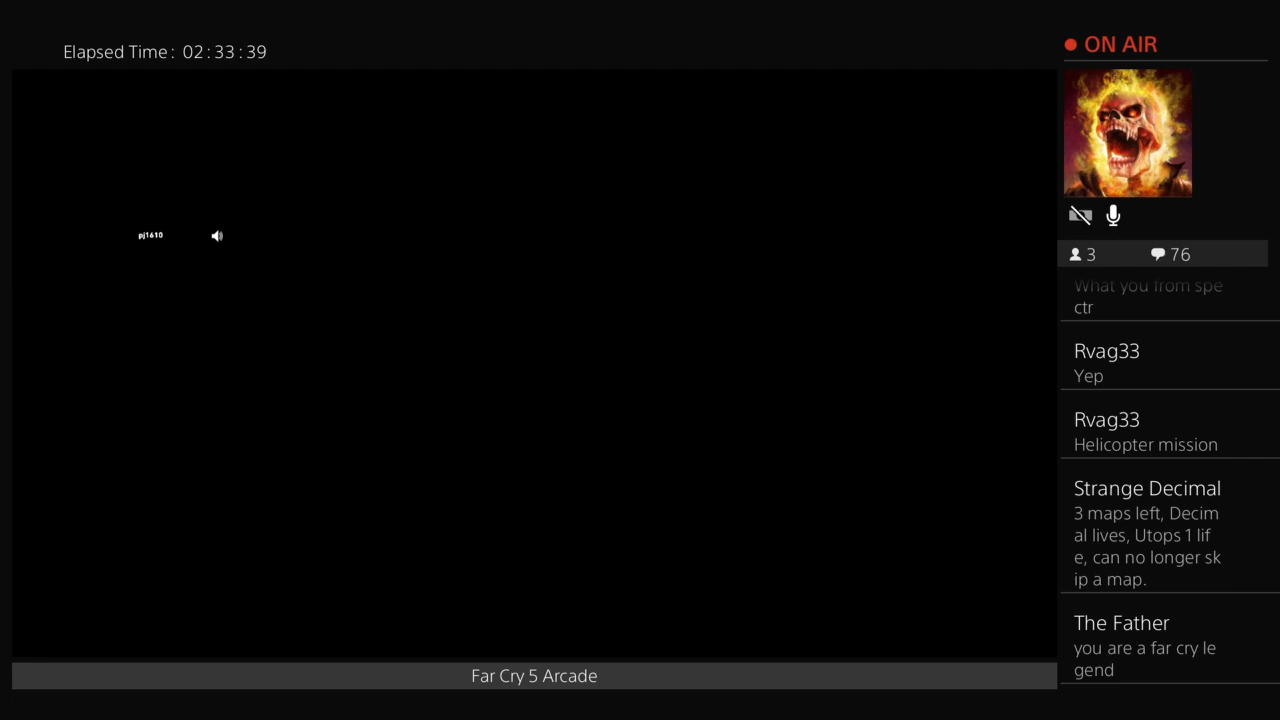 Elapsed Time: 02:33:39
ON AIR
pj1610
3
76
What you from spe
ctr
Rvag33
Yep
Rvag33
Helicopter mission
Strange Decimal
3 maps left, Decim
al lives, Utops 1 lif
e, can no longer sk
ip a map.
The Father
you are a far cry le
gend
Far Cry 5 Arcade